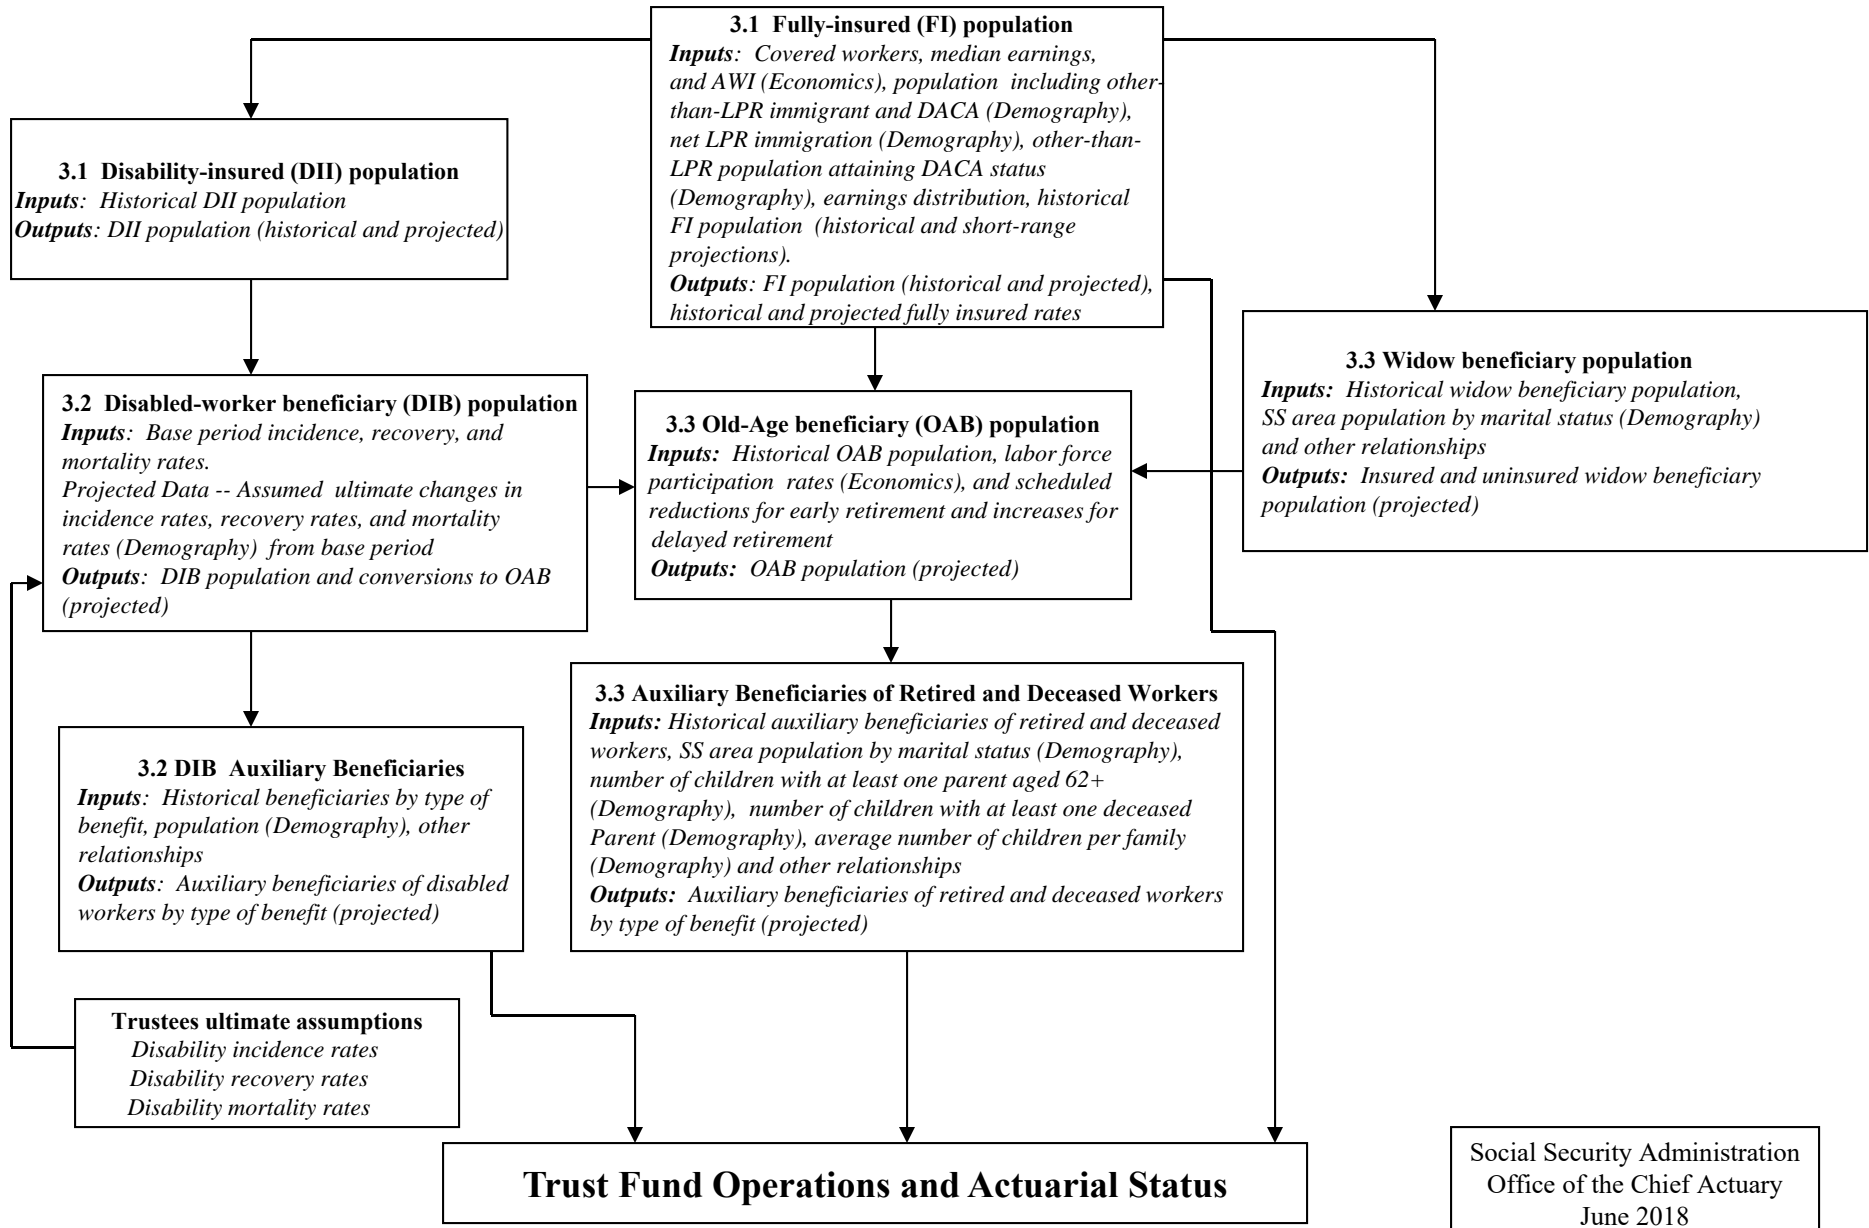 3.1 Fully-insured (FI) population
Inputs: Covered workers, median earnings,
and AWI (Economics), population including other-
than-LPR immigrant and DACA (Demography),
net LPR immigration (Demography), other-than-
LPR population attaining DACA status
(Demography), earnings distribution, historical
FI population (historical and short-range
projections).
Outputs: FI population (historical and projected),
historical and projected fully insured rates
3.1 Disability-insured (DII) population
Inputs: Historical DII population
Outputs: DII population (historical and projected)
3.3 Widow beneficiary population
Inputs: Historical widow beneficiary population,
SS area population by marital status (Demography)
and other relationships
Outputs: Insured and uninsured widow beneficiary
population (projected)
3.2 Disabled-worker beneficiary (DIB) population
Inputs: Base period incidence, recovery, and
mortality rates.
Projected Data -- Assumed ultimate changes in
incidence rates, recovery rates, and mortality
rates (Demography) from base period
Outputs: DIB population and conversions to OAB
(projected)
3.3 Old-Age beneficiary (OAB) population
Inputs: Historical OAB population, labor force
participation rates (Economics), and scheduled
reductions for early retirement and increases for
delayed retirement
Outputs: OAB population (projected)
3.3 Auxiliary Beneficiaries of Retired and Deceased Workers
Inputs: Historical auxiliary beneficiaries of retired and deceased
workers, SS area population by marital status (Demography),
number of children with at least one parent aged 62+
(Demography), number of children with at least one deceased
Parent (Demography), average number of children per family
(Demography) and other relationships
Outputs: Auxiliary beneficiaries of retired and deceased workers
by type of benefit (projected)
3.2 DIB Auxiliary Beneficiaries
Inputs: Historical beneficiaries by type of
benefit, population (Demography), other
relationships
Outputs: Auxiliary beneficiaries of disabled
workers by type of benefit (projected)
Trustees ultimate assumptions
Disability incidence rates
Disability recovery rates
Disability mortality rates
Trust Fund Operations and Actuarial Status
Social Security Administration
Office of the Chief Actuary
June 2018